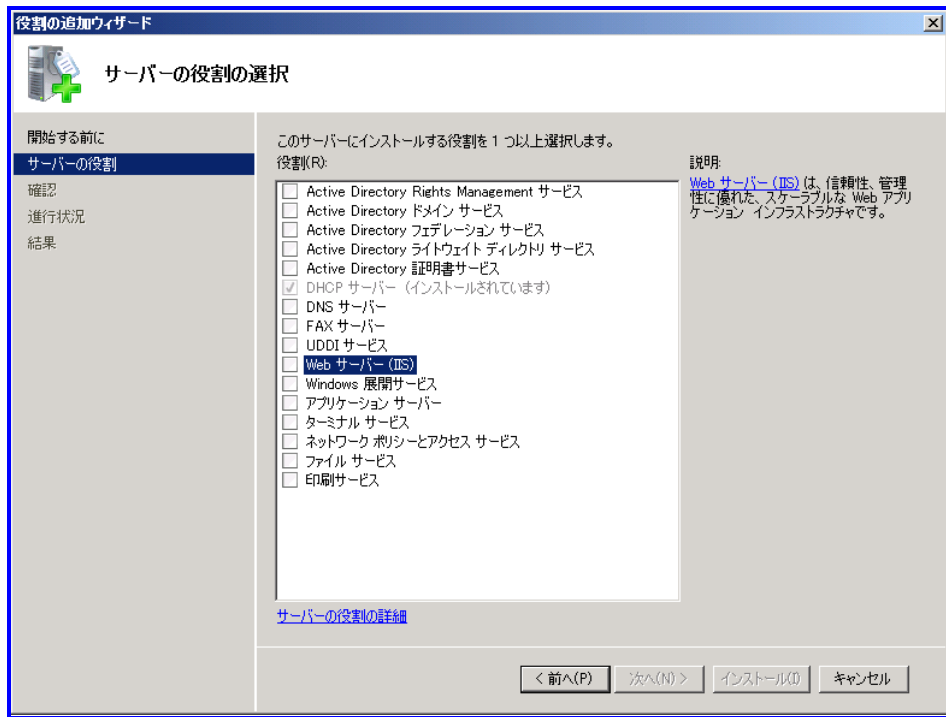 役割の追加ウィザード
サーバーの役割の選択
開始する前に
サーバーの役割
確認
進行状況
結果
このサーバーにインストールする役割を 1 つ以上選択します。
役割(R):
Active Directory Rights Management サービス
Active Directory ドメイン サービス
Active Directory フェデレーション サービス
Active Directory ライトウェイト ディレクトリ サービス
Active Directory 証明書サービス
DHCP サーバー (インストールされています)
DNS サーバー
FAX サーバー
UDDI サービス
Web サーバー (IIS)
Windows 展開サービス
アプリケーション サーバー
ターミナル サービス
ネットワーク ポリシーとアクセス サービス
ファイル サービス
印刷サービス
サーバーの役割の詳細
説明:
Web サーバー (IIS) は、信頼性、管理
性に優れた、スケーラブルな Web アプリ
ケーション インフラストラクチャです。
< 前へ(P)
次へ(N) >
インストール(I)
キャンセル